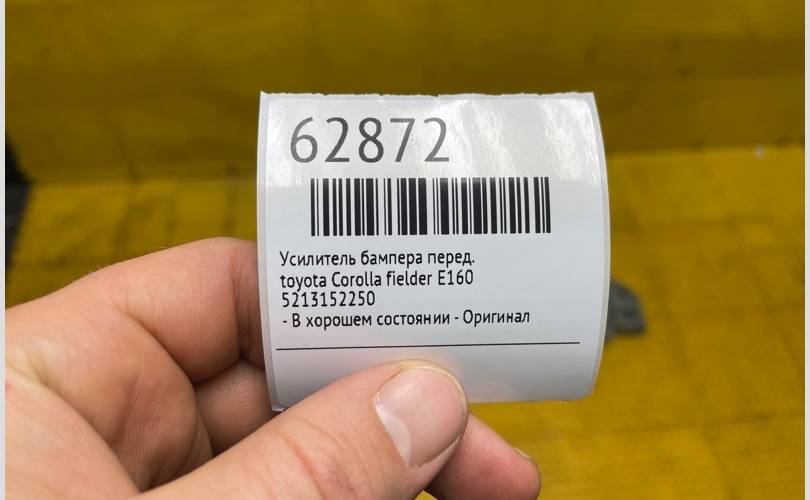 62872
Усилитель бампера перед.
toyota Corolla fielder E160
5213152250
- В хорошем состоянии - Оригинал